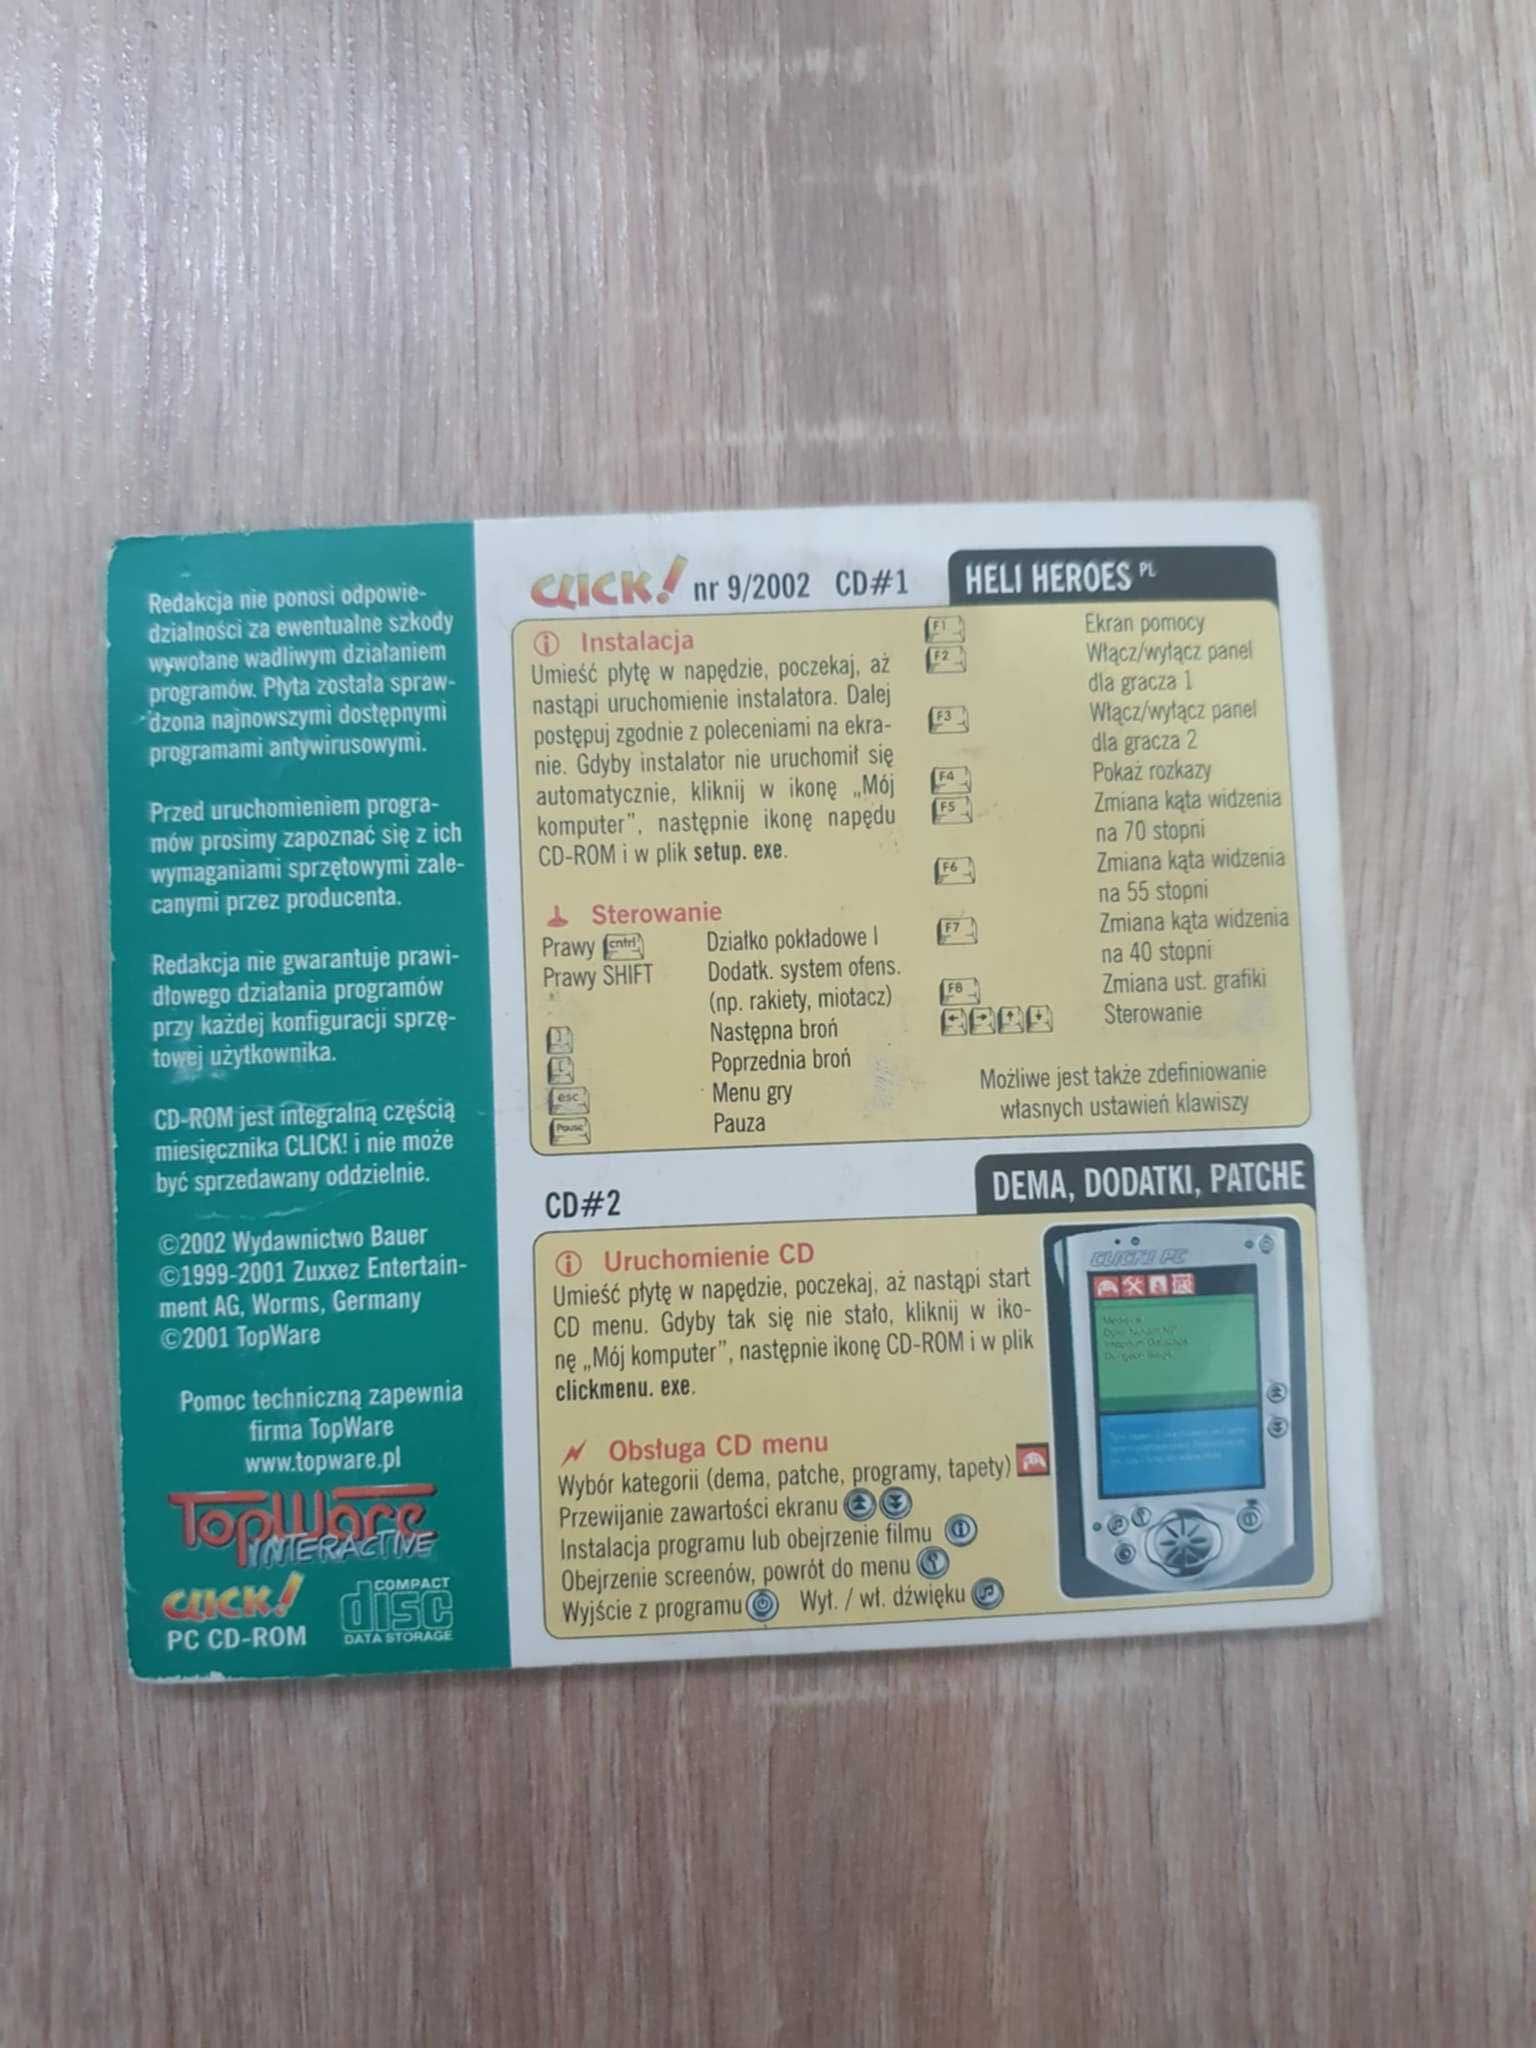 Redakcja nie ponosi odpowie-
dzialności za ewentualne szkody
wywołane wadliwym działaniem
programów. Płyta została spraw-
dzona najnowszymi dostępnymi
programami antywirusowymi.
Przed uruchomieniem progra-
mów prosimy zapoznać się z ich
wymaganiami sprzętowymi zale-
canymi przez producenta.
Redakcja nie gwarantuje prawi-
dłowego działania programów
przy każdej konfiguracji sprzę-
towej użytkownika.
CD-ROM jest integralną częścią
miesięcznika CLICK! i nie może
być sprzedawany oddzielnie.
©2002 Wydawnictwo Bauer
©1999-2001 Zuxxez Entertain-
ment AG, Worms, Germany
©2001 TopWare
Pomoc techniczną zapewnia
firma TopWare
www.topware.pl
TopWare
INTERACTIVE
CLICK!
PC CD-ROM
COMPACT
disc
DATA STORAGE
CLICK! nr 9/2002 CD#1
HELI HEROES PL
Instalacja
Umieść płytę w napędzie, poczekaj, aż
nastąpi uruchomienie instalatora. Dalej
postępuj zgodnie z poleceniami na ekra-
nie. Gdyby instalator nie uruchomił się
automatycznie, kliknij w ikonę „Mój
komputer”, następnie ikonę napędu
CD-ROM i w plik setup. exe.
Sterowanie
Prawy cntrl Działko pokładowe I
Prawy SHIFT Dodatk. system ofens.
(np. rakiety, miotacz)
Następna broń
Poprzednia broń
esc Menu gry
Pause Pauza
F1 Ekran pomocy
F2 Włącz/wyłącz panel
dla gracza 1
F3 Włącz/wyłącz panel
dla gracza 2
F4 Pokaż rozkazy
F5 Zmiana kąta widzenia
na 70 stopni
F6 Zmiana kąta widzenia
na 55 stopni
F7 Zmiana kąta widzenia
na 40 stopni
F8 Zmiana ust. grafiki
← → ↑ ↓ Sterowanie
Możliwe jest także zdefiniowanie
własnych ustawień klawiszy
CD#2
DEMA, DODATKI, PATCHE
Uruchomienie CD
Umieść płytę w napędzie, poczekaj, aż nastąpi start
CD menu. Gdyby tak się nie stało, kliknij w iko-
nę „Mój komputer”, następnie ikonę CD-ROM i w plik
clickmenu. exe.
Obsługa CD menu
Wybór kategorii (dema, patche, programy, tapety)
Przewijanie zawartości ekranu
Instalacja programu lub obejrzenie filmu
Obejrzenie screenów, powrót do menu
Wyjście z programu Wył. / wł. dźwięku
CLICK! PC